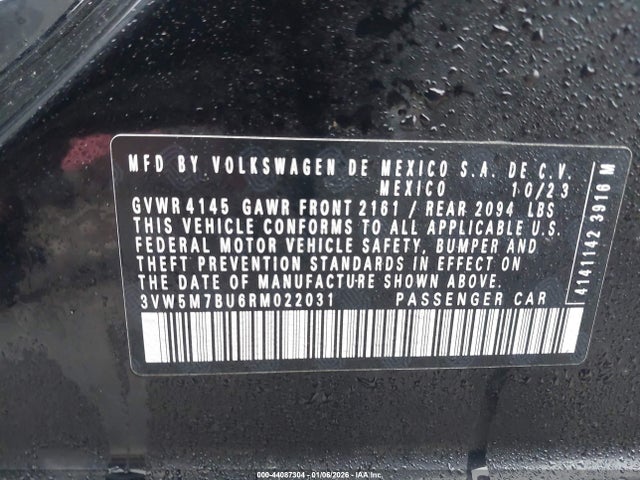 MFD BY VOLKSWAGEN DE MEXICO S.A. DE C.V.
MEXICO 10/23
GVWR 4145 GAWR FRONT 2161 / REAR 2094 LBS
THIS VEHICLE CONFORMS TO ALL APPLICABLE U.S.
FEDERAL MOTOR VEHICLE SAFETY, BUMPER AND
THEFT PREVENTION STANDARDS IN EFFECT ON
THE DATE OF MANUFACTURE SHOWN ABOVE.
3VW5M7BU6RM022031 PASSENGER CAR
4141142 3916 M
000-44087304 - 01/06/2026 - IAA Inc.